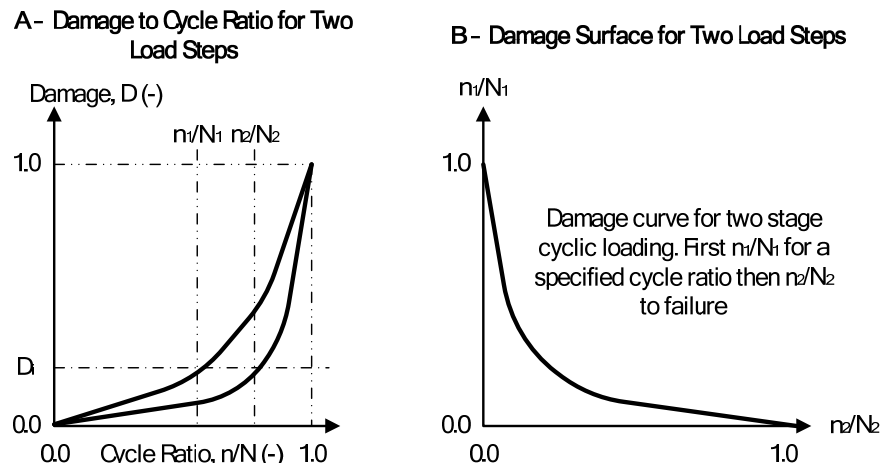 A - Damage to Cycle Ratio for Two
Load Steps
Damage, D (-)
n1/N1 n2/N2
1.0
Di
0.0
0.0 Cycle Ratio, n/N (-) 1.0
B - Damage Surface for Two Load Steps
n1/N1
1.0
Damage curve for two stage
cyclic loading. First n1/N1 for a
specified cycle ratio then n2/N2
to failure
0.0
n2/N2
0.0 1.0